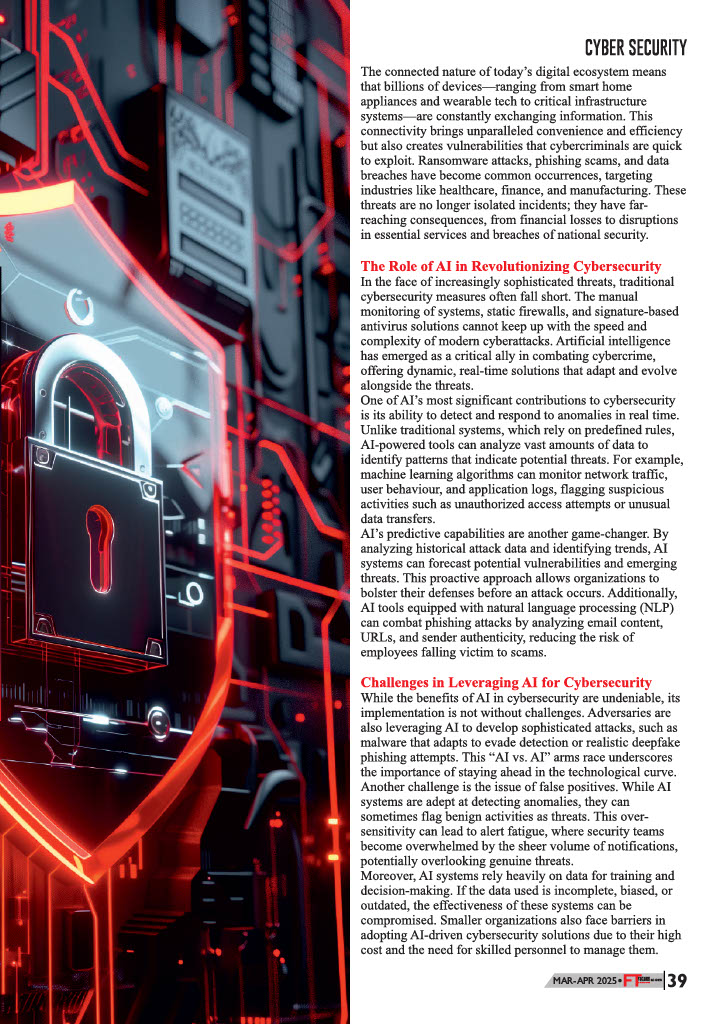 CYBER SECURITY
The connected nature of today's digital ecosystem means
that billions of devices—ranging from smart home
appliances and wearable tech to critical infrastructure
systems—are constantly exchanging information. This
connectivity brings unparalleled convenience and efficiency
but also creates vulnerabilities that cybercriminals are quick
to exploit. Ransomware attacks, phishing scams, and data
breaches have become common occurrences, targeting
industries like healthcare, finance, and manufacturing. These
threats are no longer isolated incidents; they have far-
reaching consequences, from financial losses to disruptions
in essential services and breaches of national security.
The Role of AI in Revolutionizing Cybersecurity
In the face of increasingly sophisticated threats, traditional
cybersecurity measures often fall short. The manual
monitoring of systems, static firewalls, and signature-based
antivirus solutions cannot keep up with the speed and
complexity of modern cyberattacks. Artificial intelligence
has emerged as a critical ally in combating cybercrime,
offering dynamic, real-time solutions that adapt and evolve
alongside the threats.
One of AI's most significant contributions to cybersecurity
is its ability to detect and respond to anomalies in real time.
Unlike traditional systems, which rely on predefined rules,
AI-powered tools can analyze vast amounts of data to
identify patterns that indicate potential threats. For example,
machine learning algorithms can monitor network traffic,
user behaviour, and application logs, flagging suspicious
activities such as unauthorized access attempts or unusual
data transfers.
AI's predictive capabilities are another game-changer. By
analyzing historical attack data and identifying trends, AI
systems can forecast potential vulnerabilities and emerging
threats. This proactive approach allows organizations to
bolster their defenses before an attack occurs. Additionally,
AI tools equipped with natural language processing (NLP)
can combat phishing attacks by analyzing email content,
URLs, and sender authenticity, reducing the risk of
employees falling victim to scams.
Challenges in Leveraging AI for Cybersecurity
While the benefits of AI in cybersecurity are undeniable, its
implementation is not without challenges. Adversaries are
also leveraging AI to develop sophisticated attacks, such as
malware that adapts to evade detection or realistic deepfake
phishing attempts. This “AI vs. AI” arms race underscores
the importance of staying ahead in the technological curve.
Another challenge is the issue of false positives. While AI
systems are adept at detecting anomalies, they can
sometimes flag benign activities as threats. This over-
sensitivity can lead to alert fatigue, where security teams
become overwhelmed by the sheer volume of notifications,
potentially overlooking genuine threats.
Moreover, AI systems rely heavily on data for training and
decision-making. If the data used is incomplete, biased, or
outdated, the effectiveness of these systems can be
compromised. Smaller organizations also face barriers in
adopting AI-driven cybersecurity solutions due to their high
cost and the need for skilled personnel to manage them.
MAR-APR 2025• FT 39